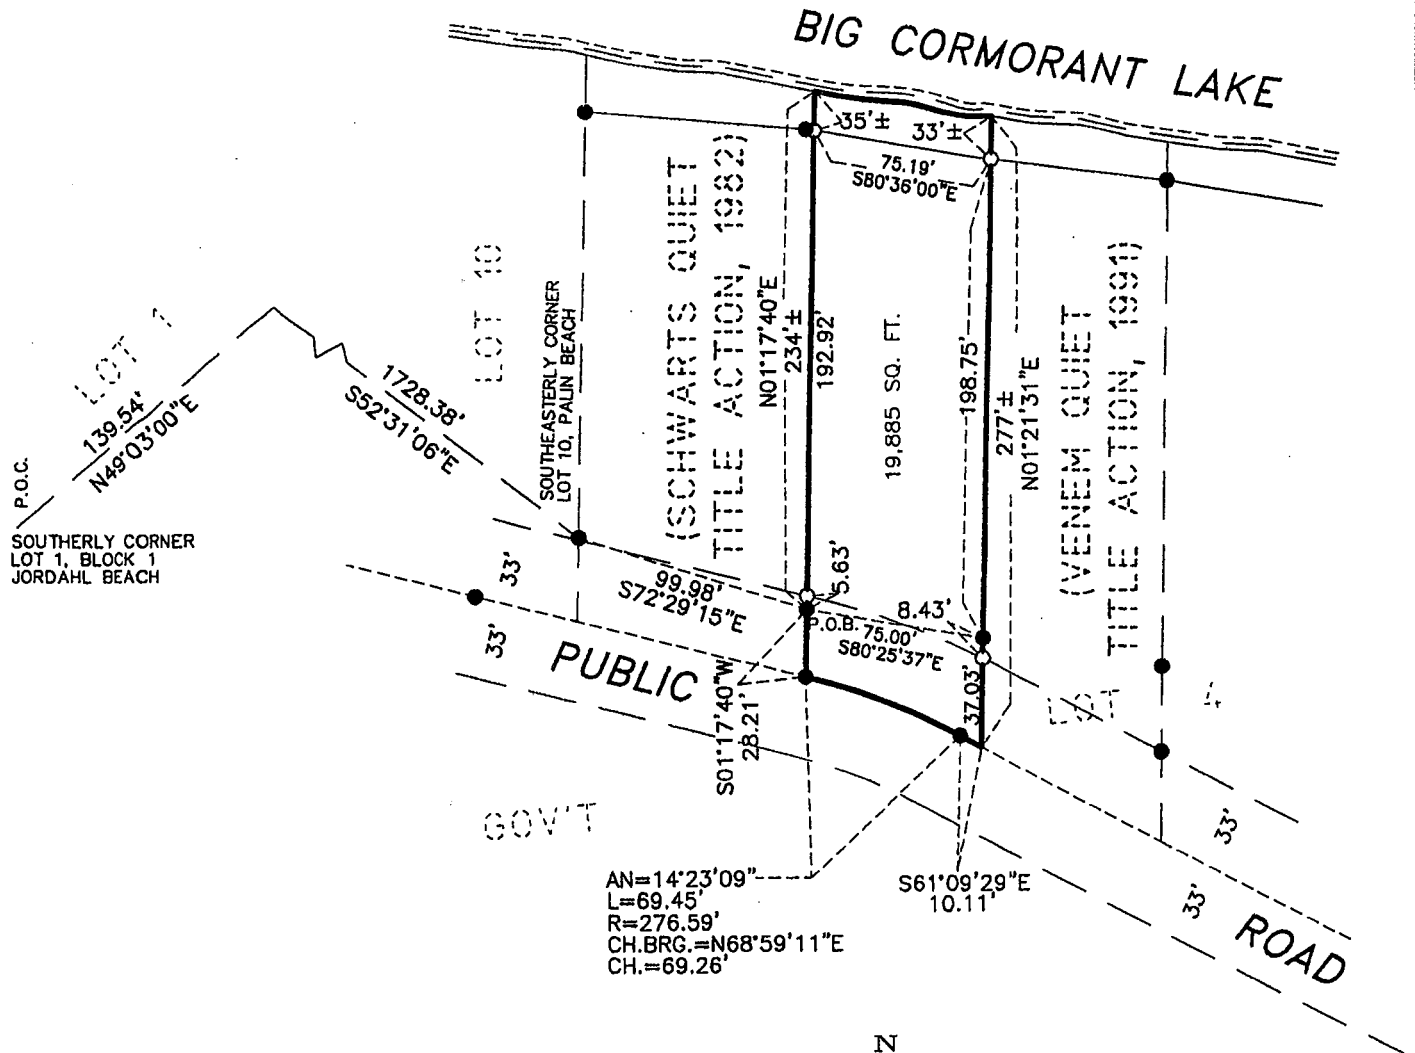 BIG CORMORANT LAKE
35'±
33'±
75.19'
S80°36'00"E
(SCHWARTS QUIET
TITLE ACTION, 1982)
N01°17'40"E
234'±
192.92'
19,885 SQ. FT.
198.75'
277'±
N01°21'31"E
(VENEM QUIET
TITLE ACTION, 1991)
LOT 10
SOUTHEASTERLY CORNER
LOT 10, PALIN BEACH
LOT 1
139.54'
N49°03'00"E
1728.38'
S52°31'06"E
P.O.C.
SOUTHERLY CORNER
LOT 1, BLOCK 1
JORDAHL BEACH
33'
33'
99.98'
S72°29'15"E
5.63'
8.43'
P.O.B.
75.00'
S80°25'37"E
PUBLIC
S01°17'40"W
28.21'
37.03'
LOT 4
GOV'T
33'
33'
ROAD
AN=14°23'09"
L=69.45'
R=276.59'
CH.BRG.=N68°59'11"E
CH.=69.26'
S61°09'29"E
10.11'
N